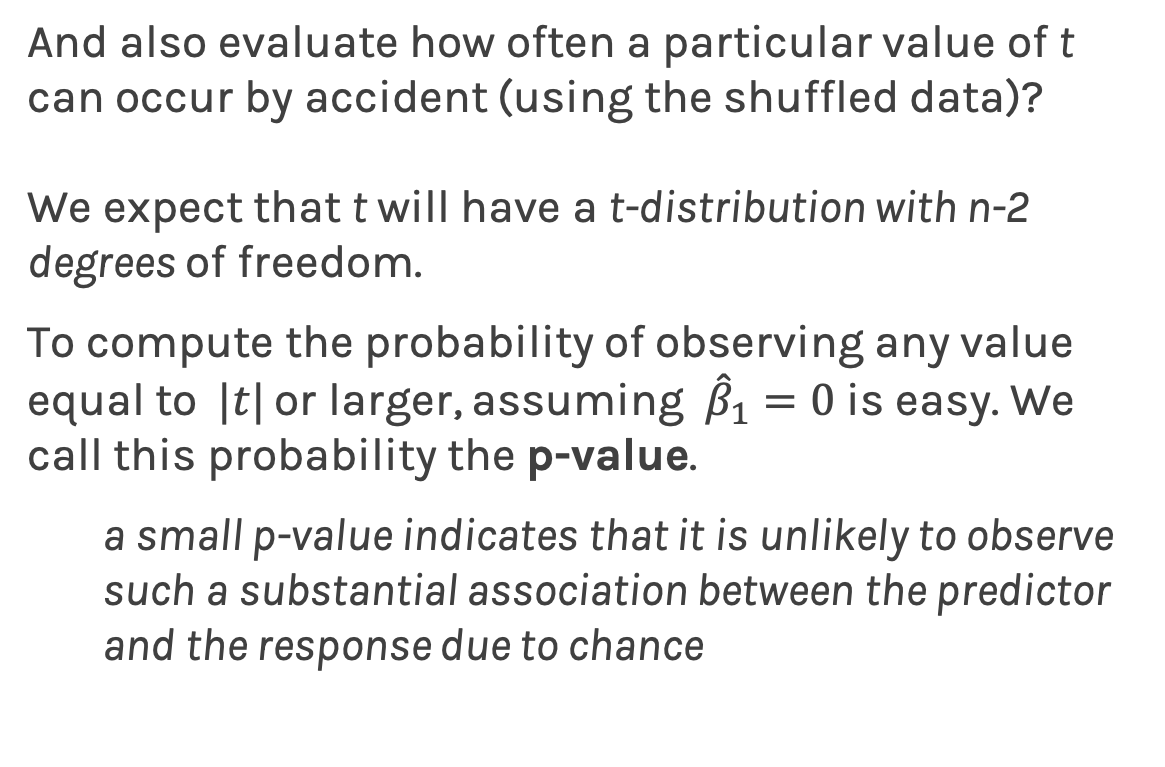 And also evaluate how often a particular value of t
can occur by accident (using the shuffled data)?
We expect that t will have a t-distribution with n-2
degrees of freedom.
To compute the probability of observing any value
equal to |t| or larger, assuming β̂₁ = 0 is easy. We
call this probability the p-value.
a small p-value indicates that it is unlikely to observe
such a substantial association between the predictor
and the response due to chance